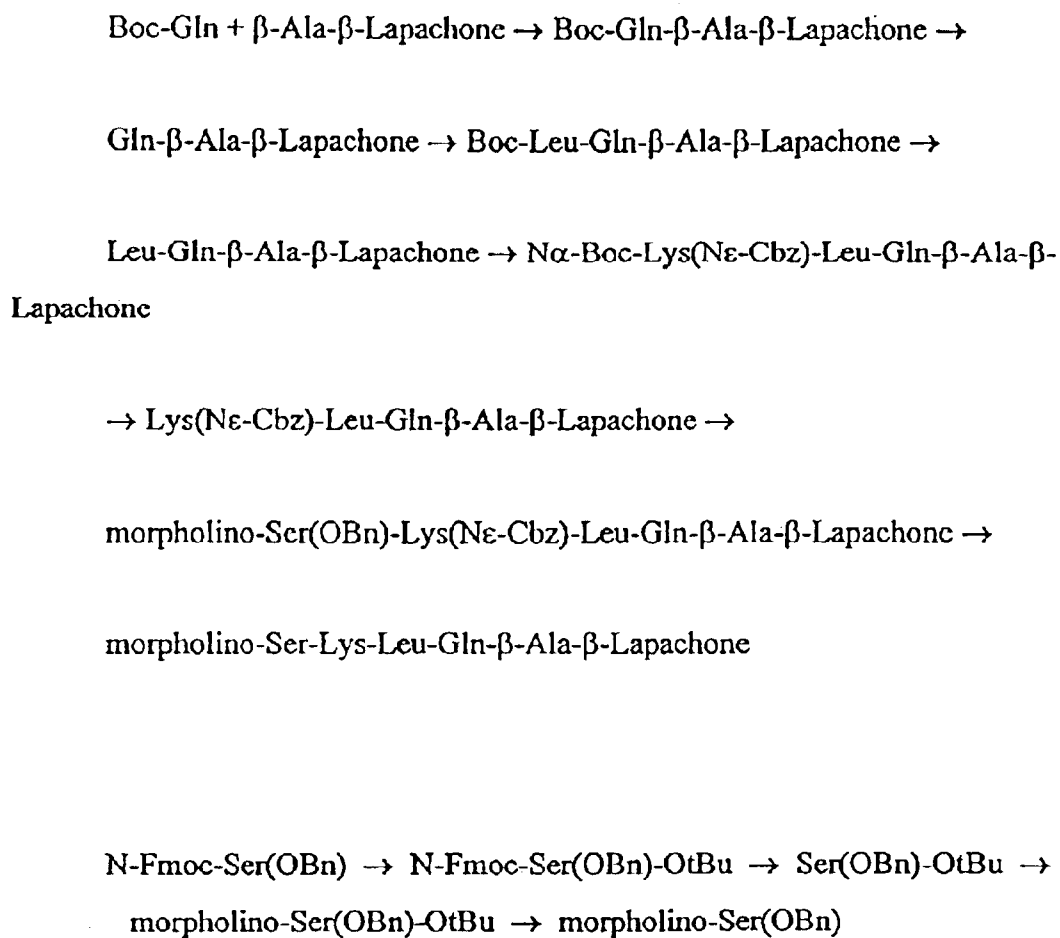 Boc-Gln + β-Ala-β-Lapachone → Boc-Gln-β-Ala-β-Lapachone →
Gln-β-Ala-β-Lapachone → Boc-Leu-Gln-β-Ala-β-Lapachone →
Leu-Gln-β-Ala-β-Lapachone → Nα-Boc-Lys(Nε-Cbz)-Leu-Gln-β-Ala-β-
Lapachone
→ Lys(Nε-Cbz)-Leu-Gln-β-Ala-β-Lapachone →
morpholino-Ser(OBn)-Lys(Nε-Cbz)-Leu-Gln-β-Ala-β-Lapachone →
morpholino-Ser-Lys-Leu-Gln-β-Ala-β-Lapachone
N-Fmoc-Ser(OBn) → N-Fmoc-Ser(OBn)-OtBu → Ser(OBn)-OtBu →
morpholino-Ser(OBn)-OtBu → morpholino-Ser(OBn)